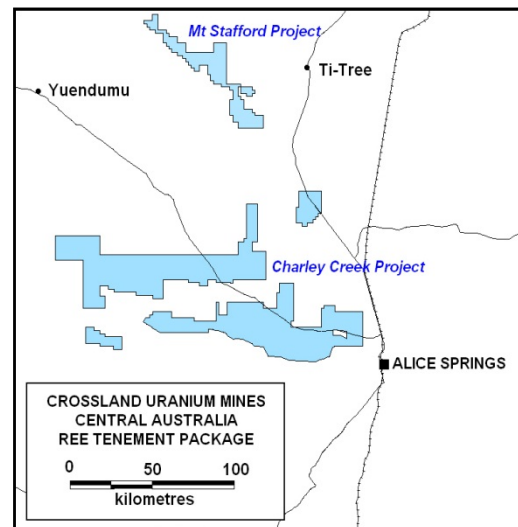 Mt Stafford Project
Ti-Tree
Yuendumu
Charley Creek Project
ALICE SPRINGS
CROSSLAND URANIUM MINES
CENTRAL AUSTRALIA
REE TENEMENT PACKAGE
0 50 100
kilometres